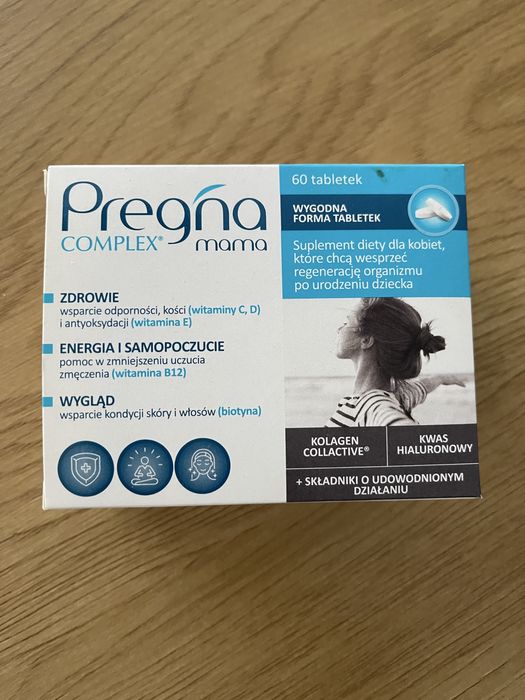 Pregna
COMPLEX® mama
ZDROWIE
wsparcie odporności, kości (witaminy C, D)
i antyoksydacji (witamina E)
ENERGIA I SAMOPOCZUCIE
pomoc w zmniejszeniu uczucia
zmęczenia (witamina B12)
WYGLĄD
wsparcie kondycji skóry i włosów (biotyna)
60 tabletek
WYGODNA
FORMA TABLETEK
Suplement diety dla kobiet,
które chcą wesprzeć
regenerację organizmu
po urodzeniu dziecka
KOLAGEN
COLLACTIVE®
KWAS
HIALURONOWY
+ SKŁADNIKI O UDOWODNIONYM
DZIAŁANIU